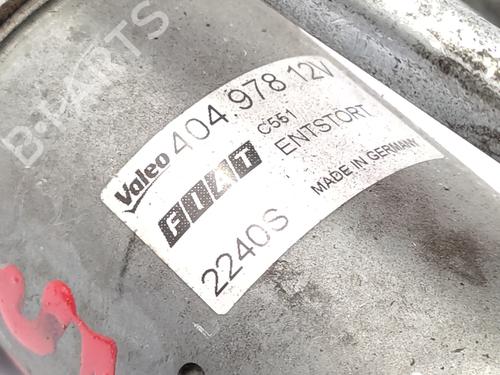 Valeo 404.978 12V
C551
FIAT ENTSTÖRT
2240S MADE IN GERMANY
S
B-PARTS